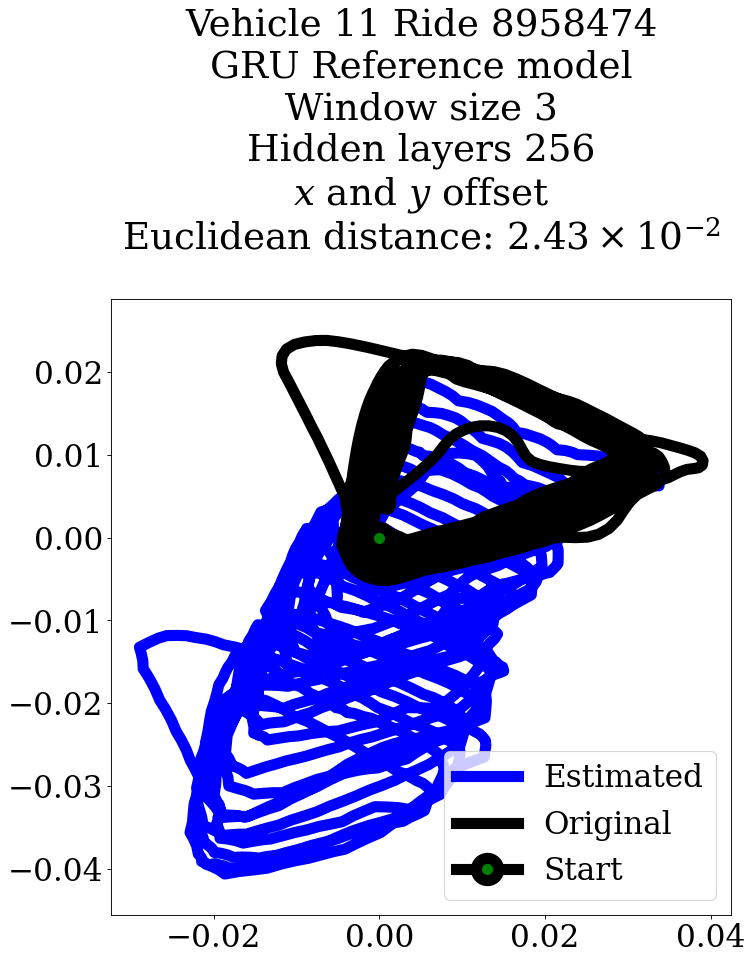 Vehicle 11 Ride 8958474
GRU Reference model
Window size 3
Hidden layers 256
x and y offset
Euclidean distance: 2.43 × 10⁻²
0.02
0.01
0.00
−0.01
−0.02
−0.03
−0.04
Estimated
Original
Start
−0.02 0.00 0.02 0.04